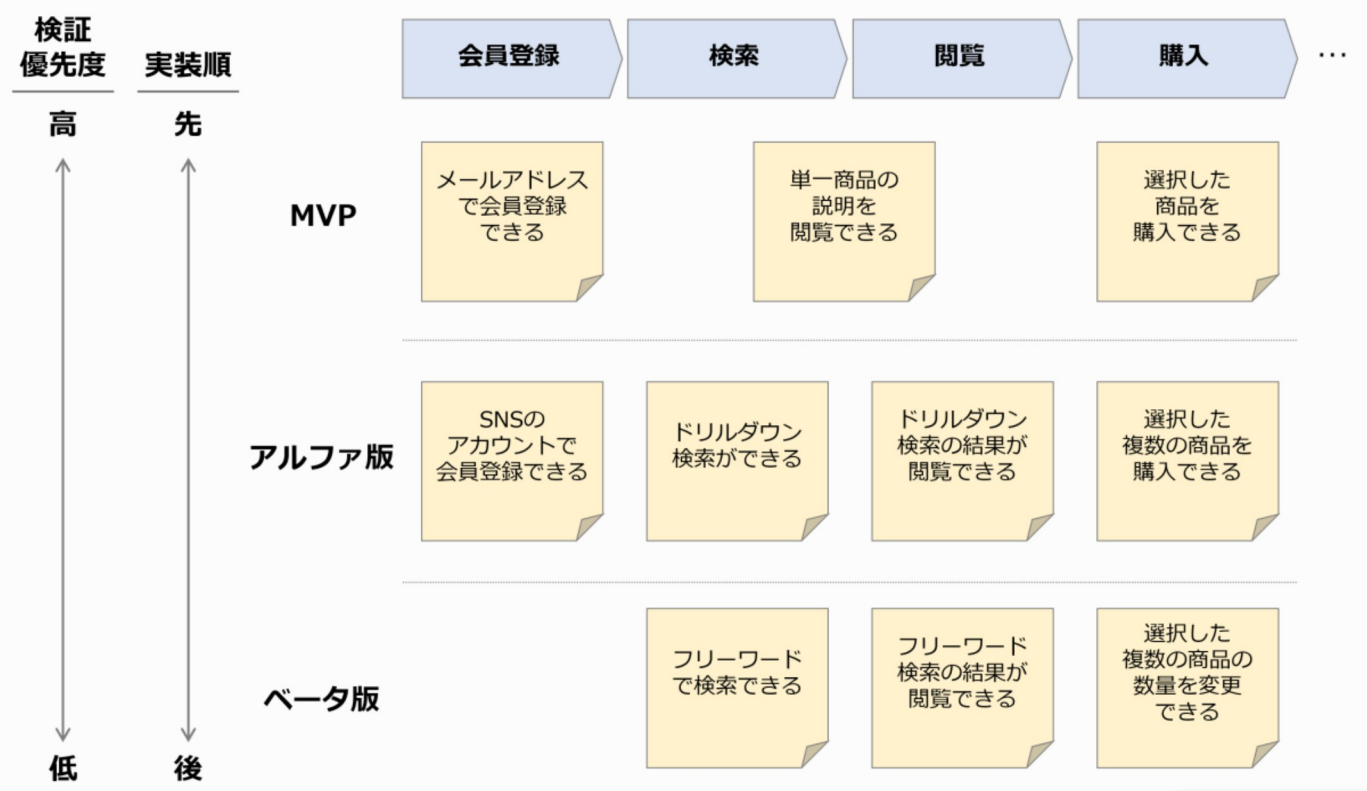 検証
優先度
実装順
会員登録
検索
閲覧
購入
…
高
先
MVP
メールアドレス
で会員登録
できる
単一商品の
説明を
閲覧できる
選択した
商品を
購入できる
アルファ版
SNSの
アカウントで
会員登録できる
ドリルダウン
検索ができる
ドリルダウン
検索の結果が
閲覧できる
選択した
複数の商品を
購入できる
ベータ版
フリーワード
で検索できる
フリーワード
検索の結果が
閲覧できる
選択した
複数の商品の
数量を変更
できる
低
後